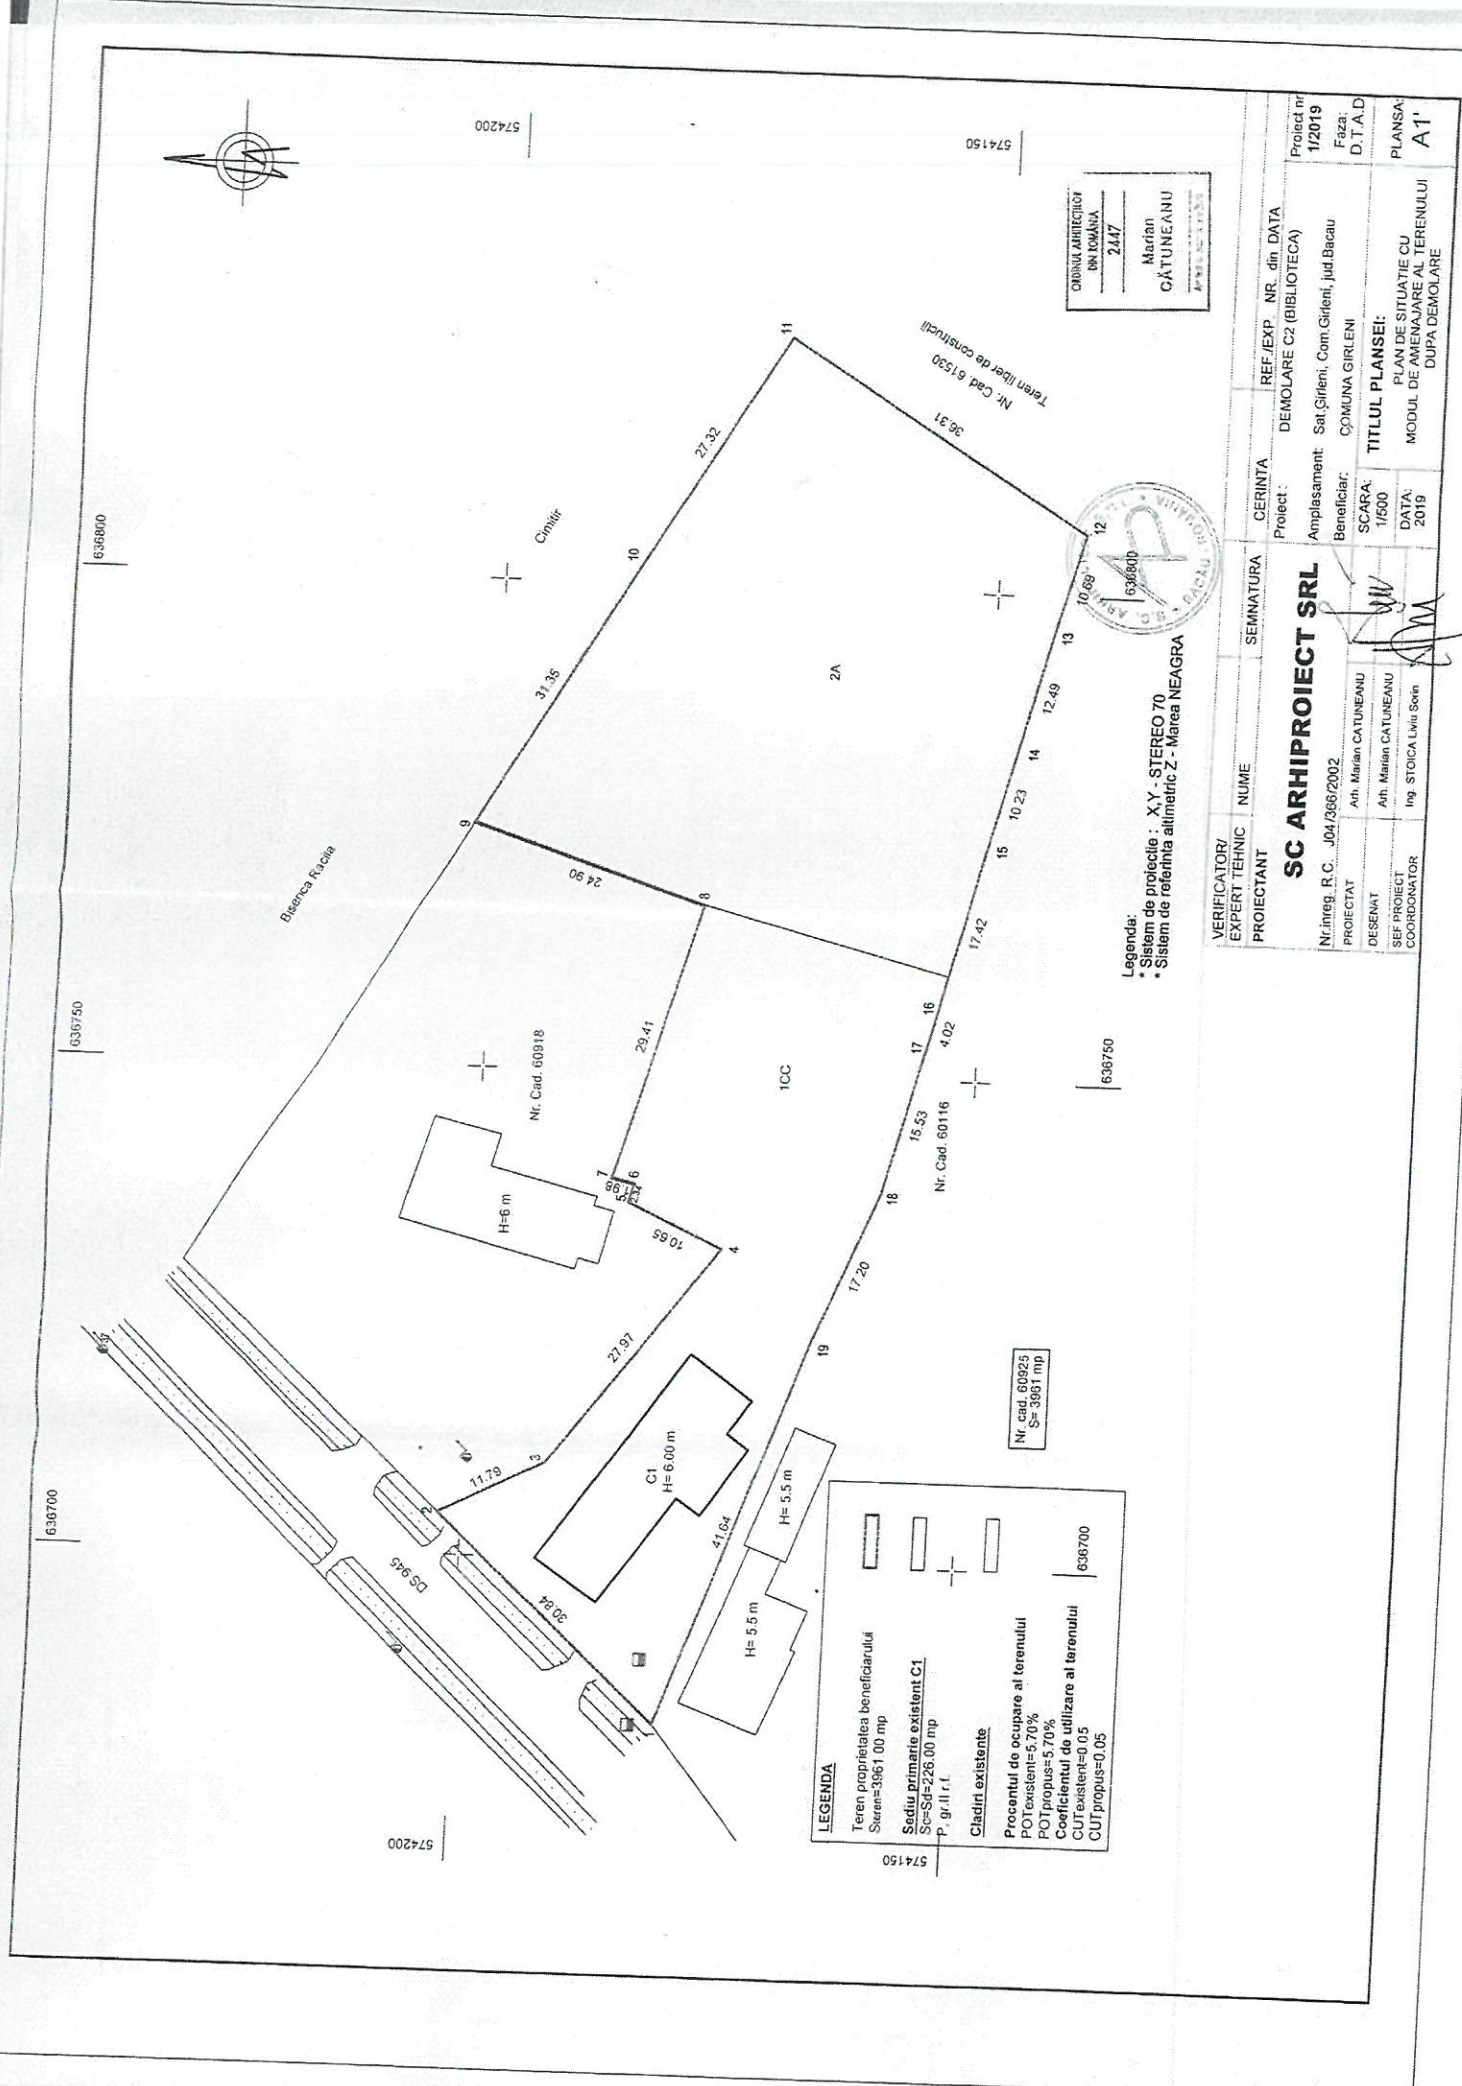 636700
636750
636800
574200
574200
574150
574150
DS 945
Biserica Racila
Cimitir
Nr. Cad. 60918
H=6 m
2
11.79
3
27.97
4
10.65
5
2.34
6
1.98
7
29.41
8
24.90
9
31.35
10
27.32
11
36.31
Nr. Cad. 61530
Teren liber de constructii
12
10.69
13
12.49
14
10.23
15
17.42
16
4.02
17
15.53
18
17.20
19
41.64
30.84
2A
1CC
Nr. Cad. 60116
C1
H= 6.00 m
H= 5.5 m
H= 5.5 m
636700
636750
636800
Nr. cad. 60925
S= 3961 mp
LEGENDA
Teren proprietatea beneficiarului
Steren=3961.00 mp
Sediu primarie existent C1
Sc=Sd=226.00 mp
P, gr.II r.f.
Cladiri existente
Procentul de ocupare al terenului
POTexistent=5.70%
POTpropus=5.70%
Coeficientul de utilizare al terenului
CUTexistent=0.05
CUTpropus=0.05
Legenda:
* Sistem de proiectie : X,Y - STEREO 70
* Sistem de referinta altimetric Z - Marea NEAGRA
ORDINUL ARHITECȚILOR
DIN ROMÂNIA
2447
Marian
CĂTUNEANU
VERIFICATOR/
EXPERT TEHNIC
NUME
SEMNATURA
CERINTA
REF./EXP. NR. din DATA
PROIECTANT
SC ARHIPROIECT SRL
Nr.inreg. R.C. J04/366/2002
Proiect :
DEMOLARE C2 (BIBLIOTECA)
Proiect nr
1/2019
Amplasament:
Sat.Girleni, Com.Girleni, jud.Bacau
Beneficiar:
COMUNA GIRLENI
Faza:
D.T.A.D
PROIECTAT
Arh. Marian CATUNEANU
DESENAT
Arh. Marian CATUNEANU
SEF PROIECT
COORDONATOR
Ing. STOICA Liviu Sorin
SCARA:
1/500
DATA:
2019
TITLUL PLANSEI:
PLAN DE SITUATIE CU
MODUL DE AMENAJARE AL TERENULUI
DUPA DEMOLARE
PLANSA:
A1'